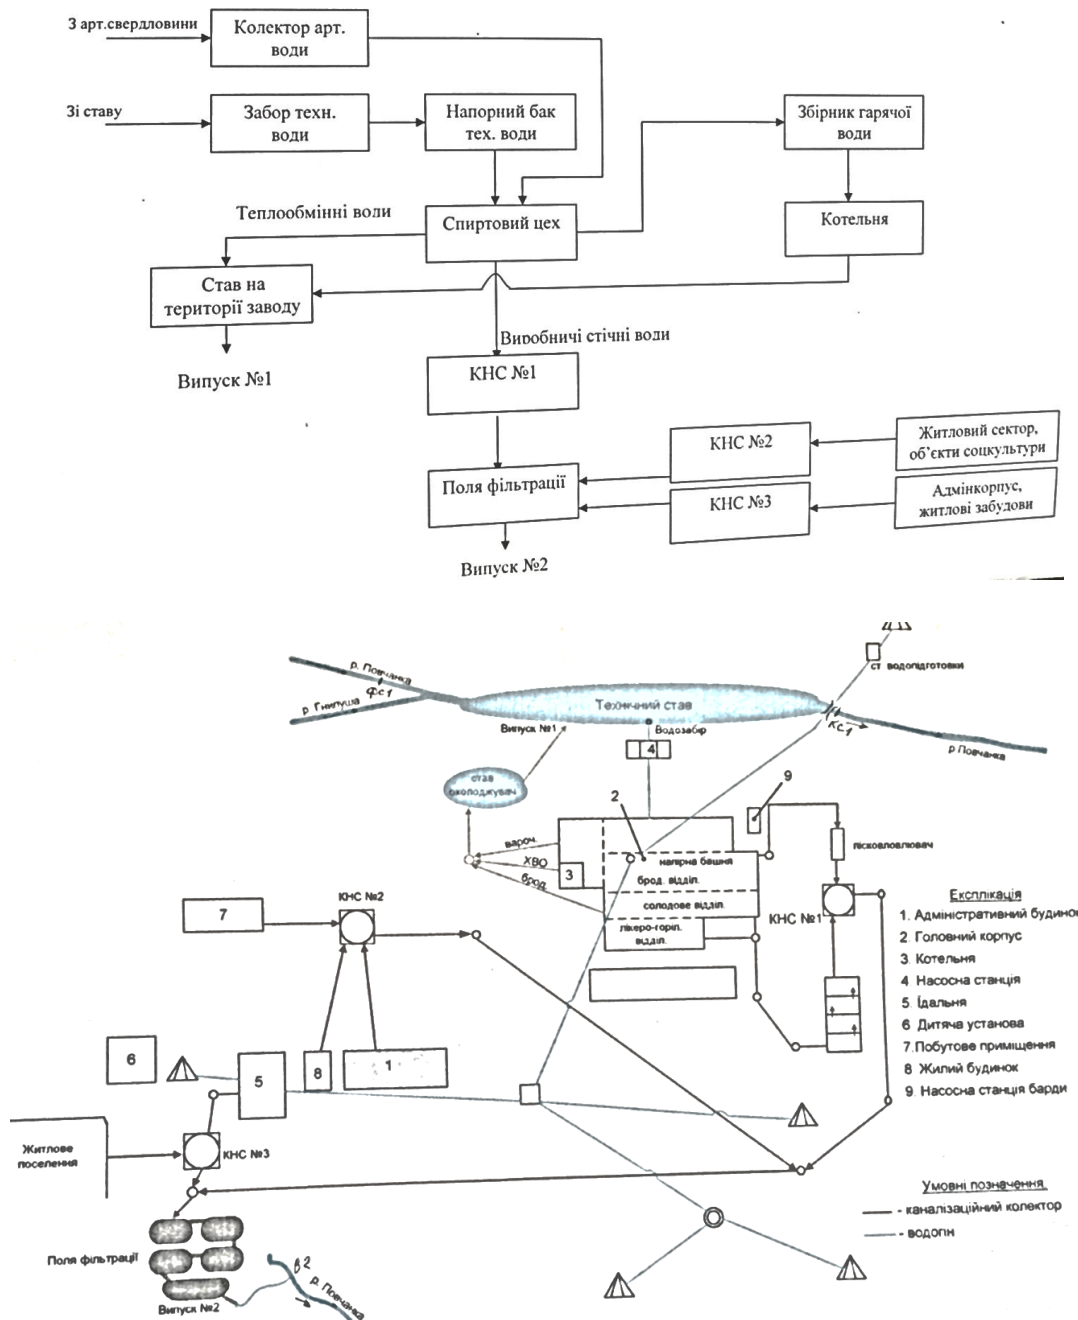 З арт.свердловини
Колектор арт.
води
Зі ставу
Забор техн.
води
Напорний бак
тех. води
Збірник гарячої
води
Теплообмінні води
Спиртовий цех
Котельня
Став на
території заводу
Виробничі стічні води
Випуск №1
КНС №1
КНС №2
Житловий сектор,
об’єкти соцкультури
Поля фільтрації
КНС №3
Адмінкорпус,
житлові забудови
Випуск №2
р. Повчанка
фс1
р Гнилуша
ст водопідготовки
Технічний став
Випуск №1
Водозабір
кс1
р Повчанка
4
став
охолоджувач
9
2
вароч.
ХВО
брод.
3
напірна башня
брод. відділ.
солодове відділ.
лікеро-горіл.
відділ.
пісковловлювач
КНС №1
КНС №2
7
Експлікація
1. Адміністративний будинок
2. Головний корпус
3. Котельня
4. Насосна станція
5. Їдальня
6 Дитяча установа
7.Побутове приміщення
8 Жилий будинок
9. Насосна станція барди
6
5
8
1
Житлове
поселення
КНС №3
Умовні позначення.
- каналізаційний колектор
- водогін
Поля фільтрації
в2
р. Повчанка
Випуск №2